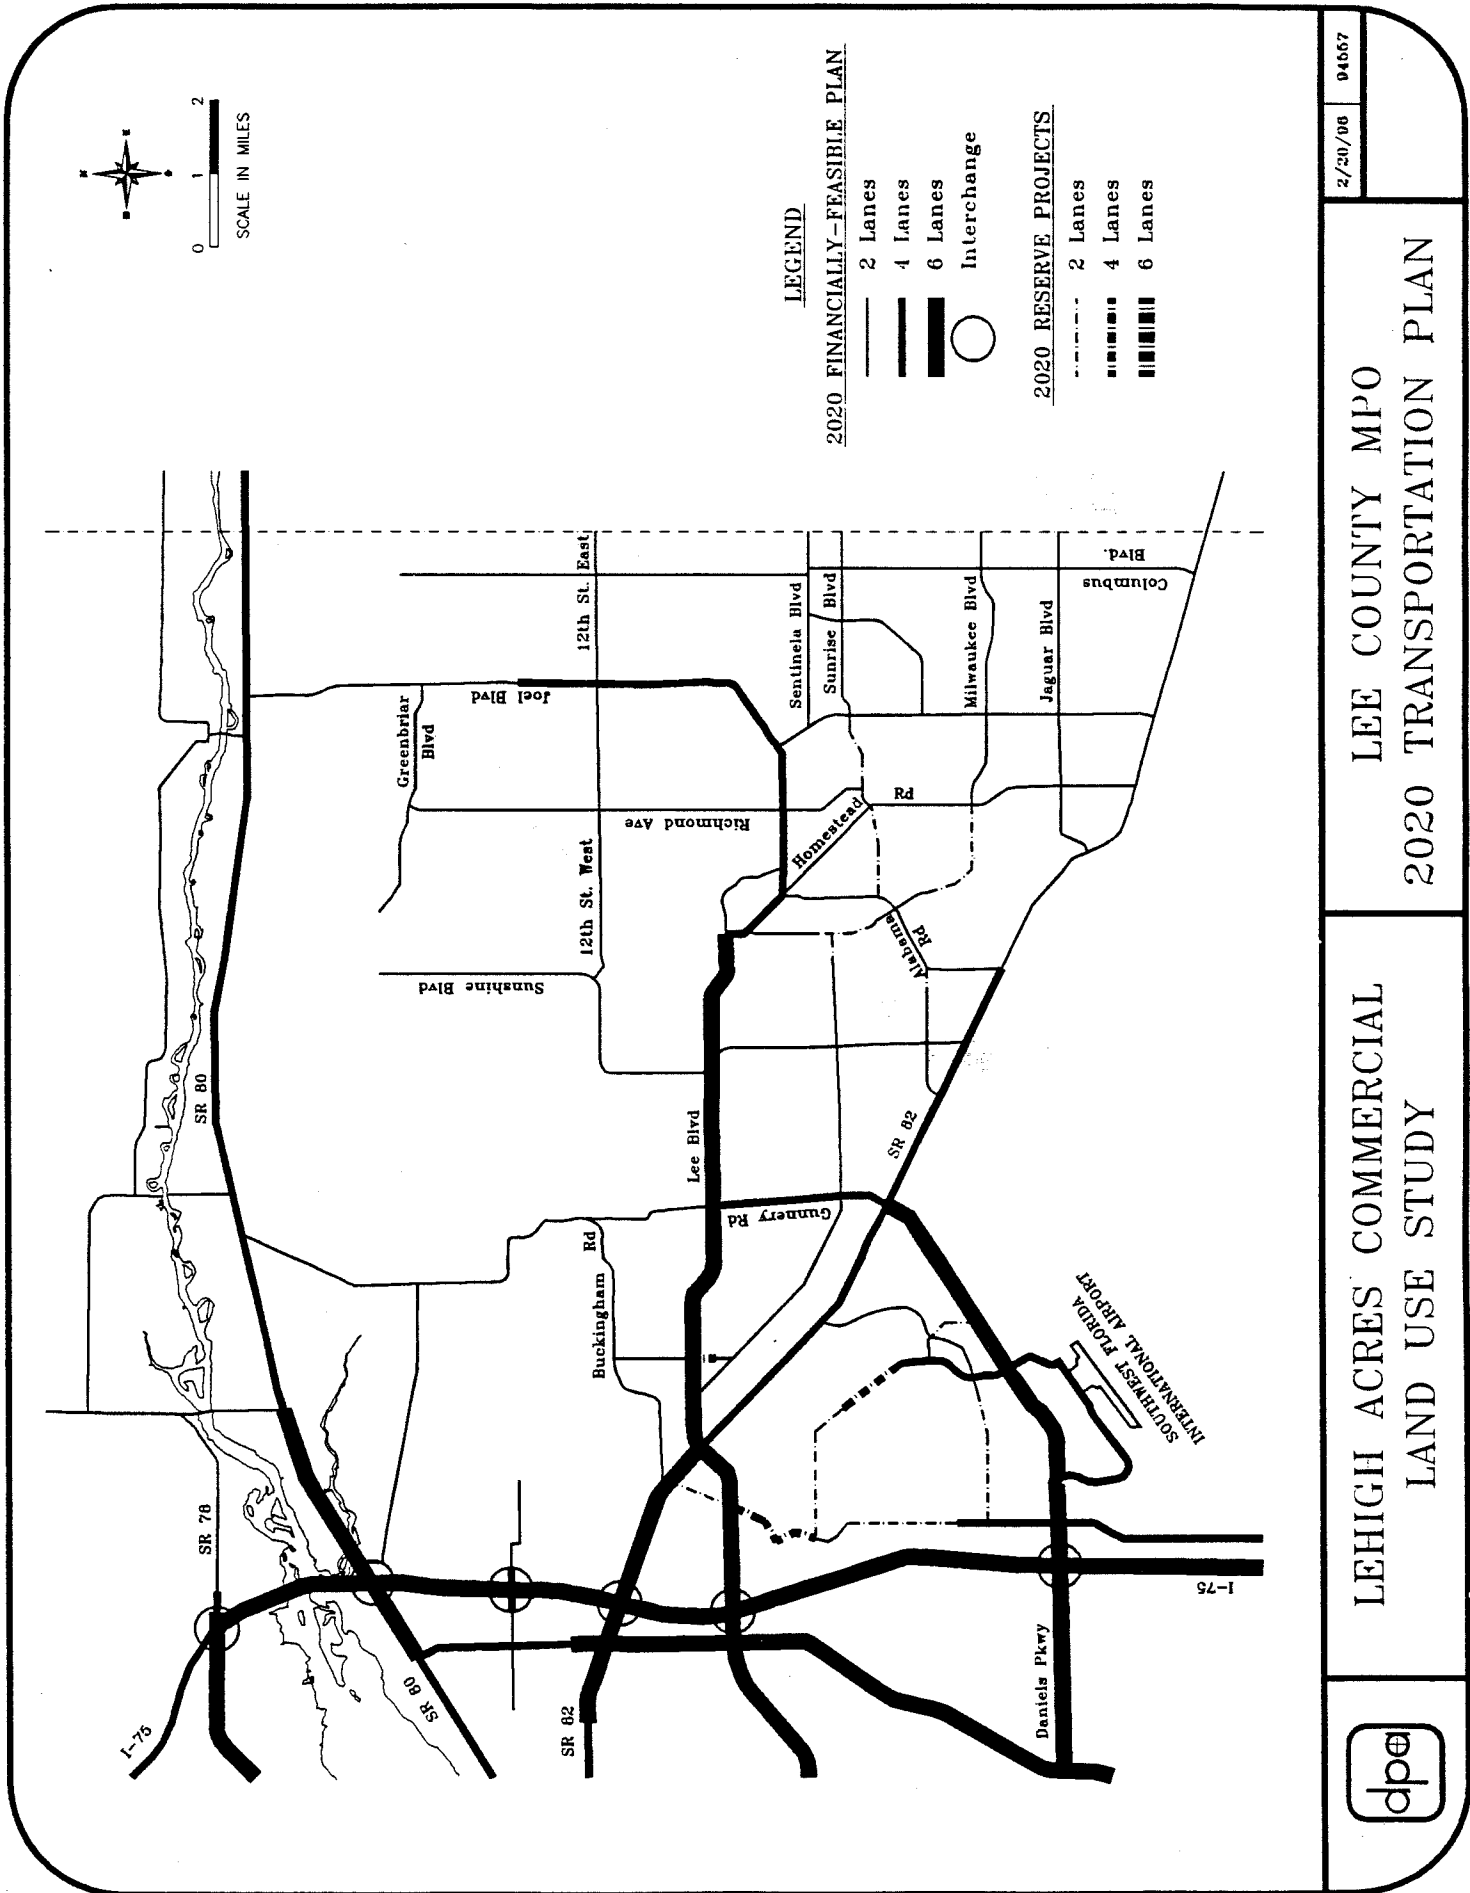 0 1 2
SCALE IN MILES
LEGEND
2020 FINANCIALLY-FEASIBLE PLAN
2 Lanes
4 Lanes
6 Lanes
Interchange
2020 RESERVE PROJECTS
2 Lanes
4 Lanes
6 Lanes
I-75
SR 78
SR 80
SR 80
SR 82
SR 82
Buckingham
Rd
Lee Blvd
Gunnery Rd
Sunshine Blvd
12th St. West
12th St. East
Richmond Ave
Greenbriar
Blvd
Joel Blvd
Homestead
Rd
Alabama
Rd
Sentinela Blvd
Sunrise Blvd
Milwaukee Blvd
Jaguar Blvd
Columbus
Blvd.
SOUTHWEST FLORIDA
INTERNATIONAL AIRPORT
Daniels Pkwy
I-75
dpa
LEHIGH ACRES COMMERCIAL
LAND USE STUDY
LEE COUNTY MPO
2020 TRANSPORTATION PLAN
2/20/96 94557